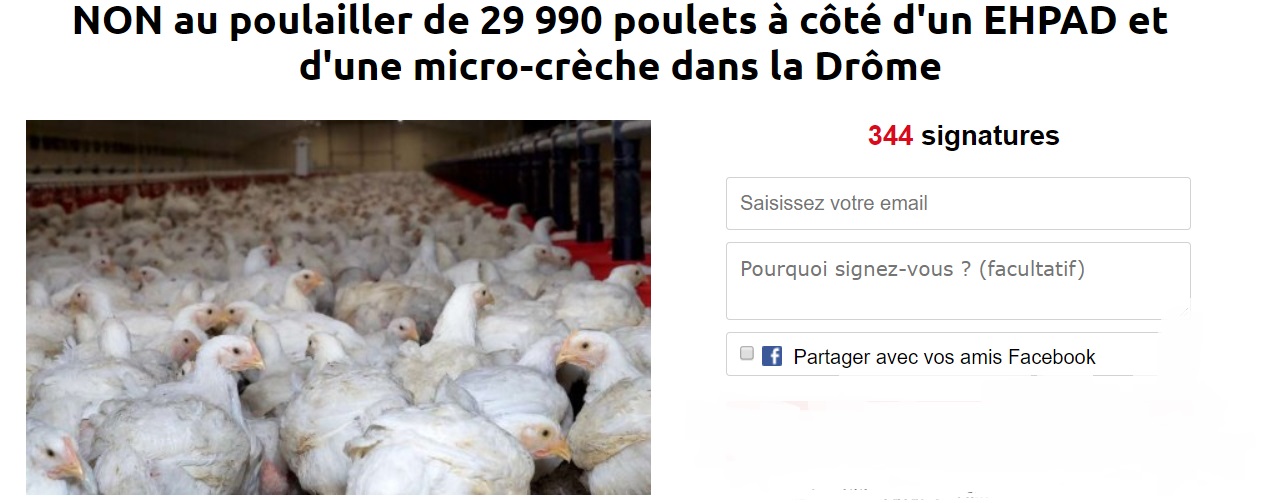 NON au poulailler de 29 990 poulets à côté d'un EHPAD et
d'une micro-crèche dans la Drôme
344 signatures
Saisissez votre email
Pourquoi signez-vous ? (facultatif)
Partager avec vos amis Facebook